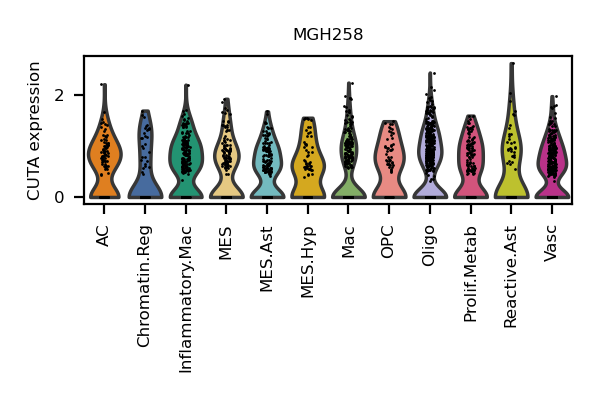 MGH258
CUTA expression
2
0
AC
Chromatin.Reg
Inflammatory.Mac
MES
MES.Ast
MES.Hyp
Mac
OPC
Oligo
Prolif.Metab
Reactive.Ast
Vasc